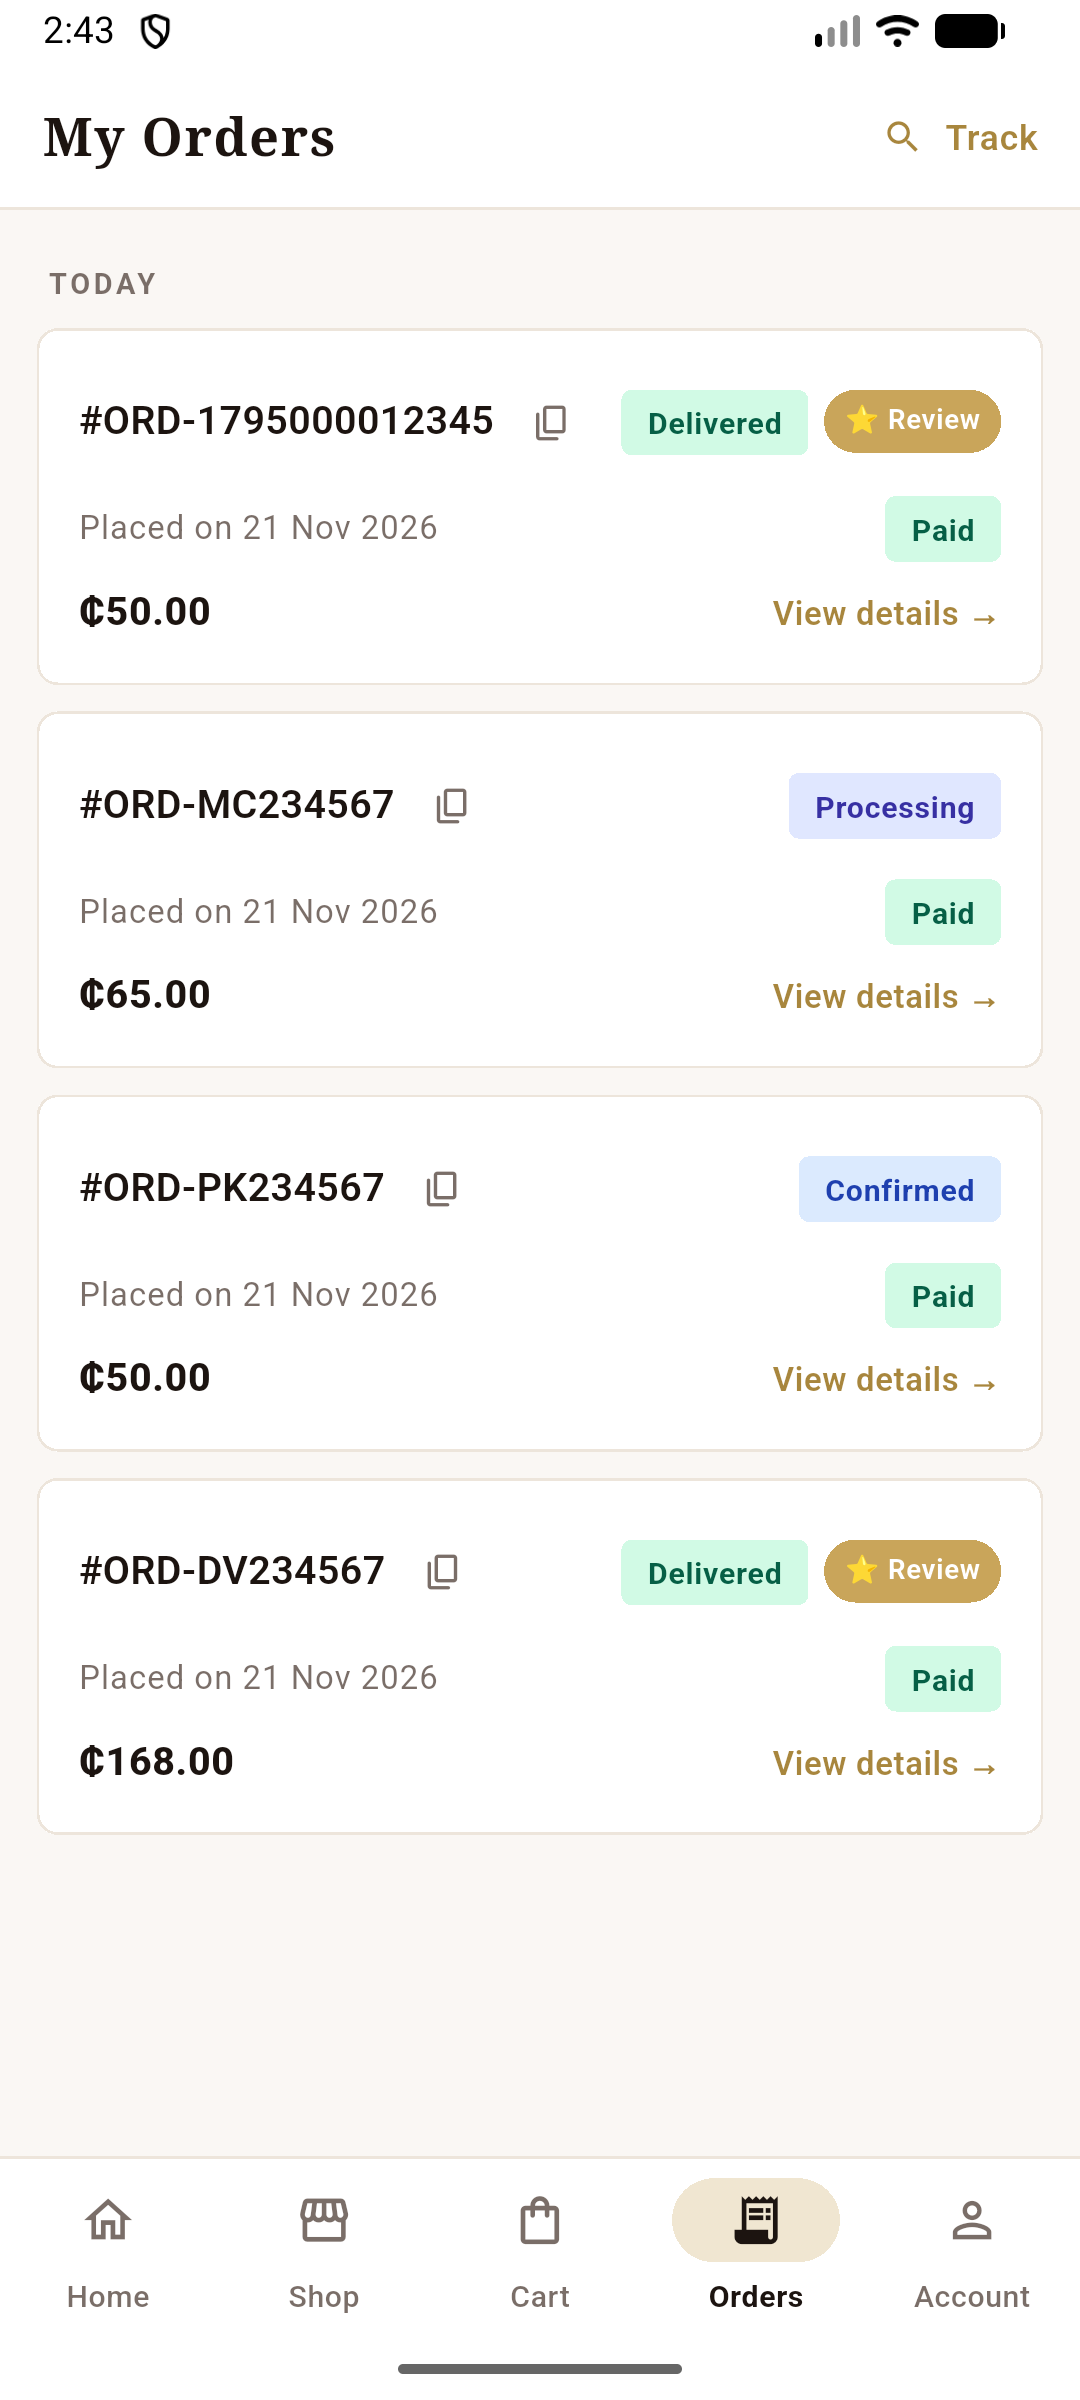 2:43
My Orders
Track
TODAY
#ORD-1795000012345 Delivered ⭐ Review
Placed on 21 Nov 2026 Paid
₵50.00 View details →
#ORD-MC234567 Processing
Placed on 21 Nov 2026 Paid
₵65.00 View details →
#ORD-PK234567 Confirmed
Placed on 21 Nov 2026 Paid
₵50.00 View details →
#ORD-DV234567 Delivered ⭐ Review
Placed on 21 Nov 2026 Paid
₵168.00 View details →
Home Shop Cart Orders Account